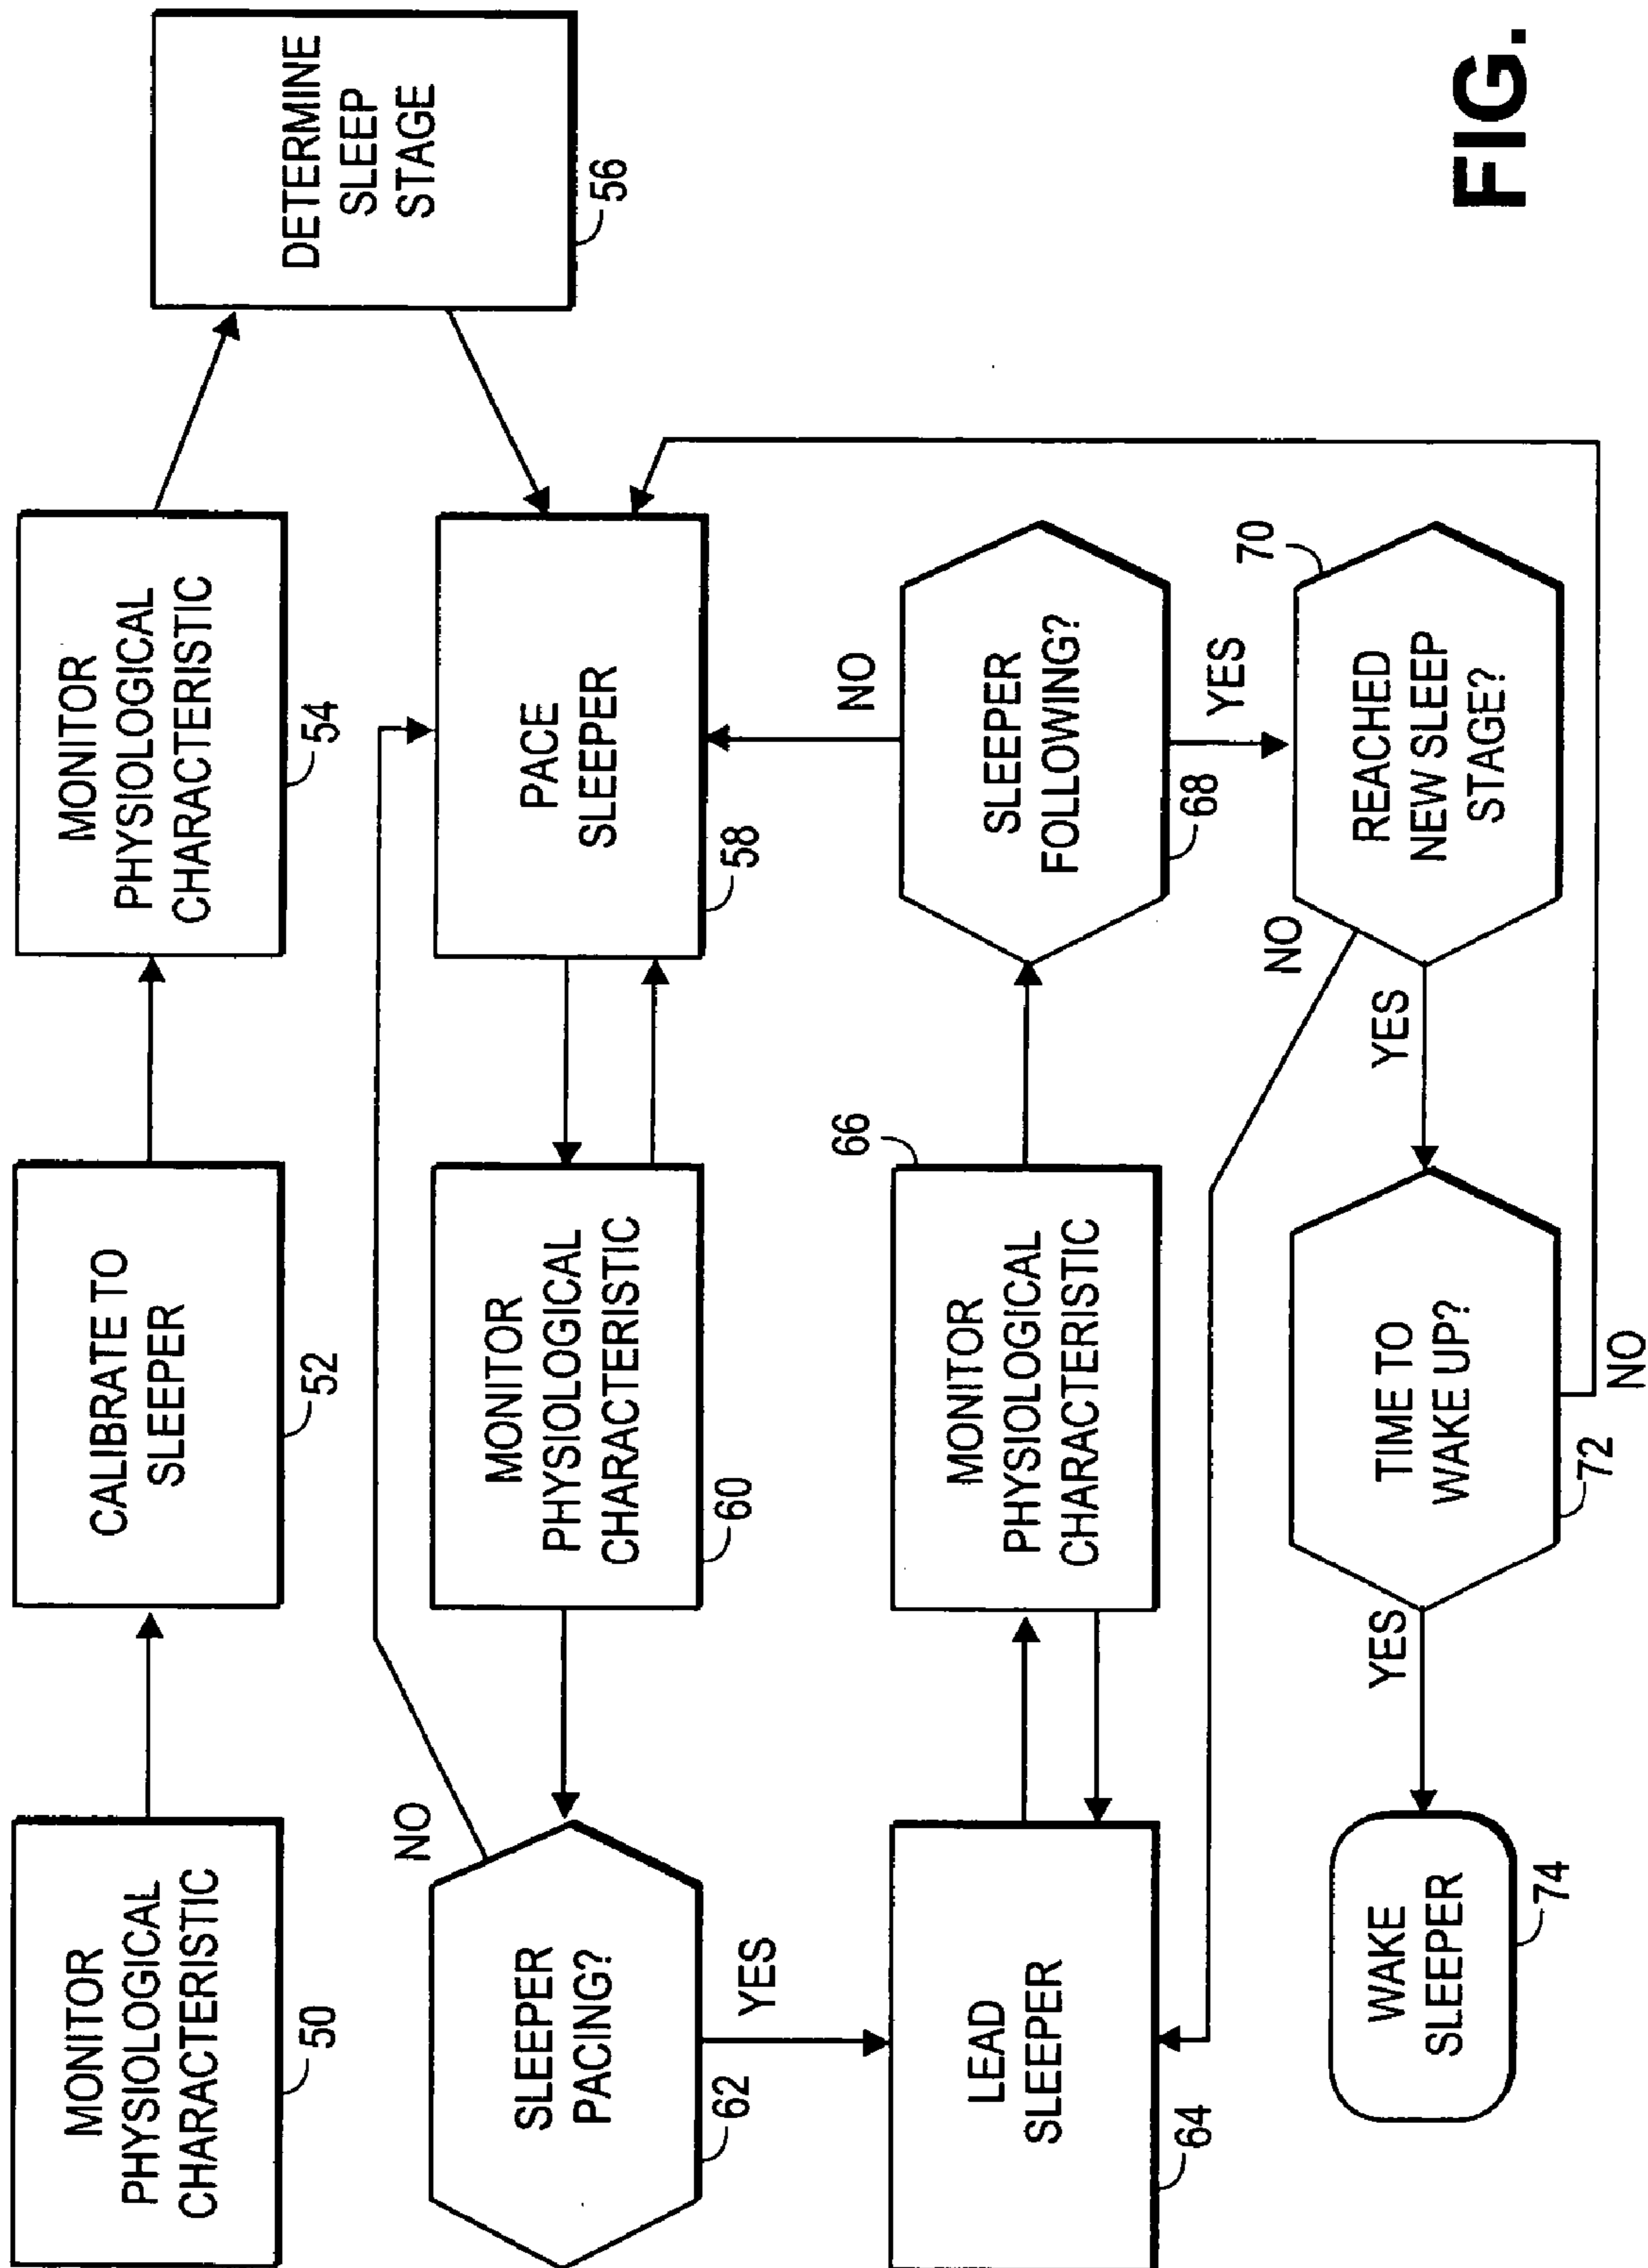 MONITOR
PHYSIOLOGICAL
CHARACTERISTIC
50
CALIBRATE TO
SLEEPER
52
MONITOR
PHYSIOLOGICAL
CHARACTERISTIC
54
DETERMINE
SLEEP
STAGE
56
PACE
SLEEPER
58
MONITOR
PHYSIOLOGICAL
CHARACTERISTIC
60
SLEEPER
PACING?
62
NO
YES
LEAD
SLEEPER
64
MONITOR
PHYSIOLOGICAL
CHARACTERISTIC
66
SLEEPER
FOLLOWING?
68
NO
YES
REACHED
NEW SLEEP
STAGE?
70
NO
YES
TIME TO
WAKE UP?
72
NO
YES
WAKE
SLEEPER
74
FIG.